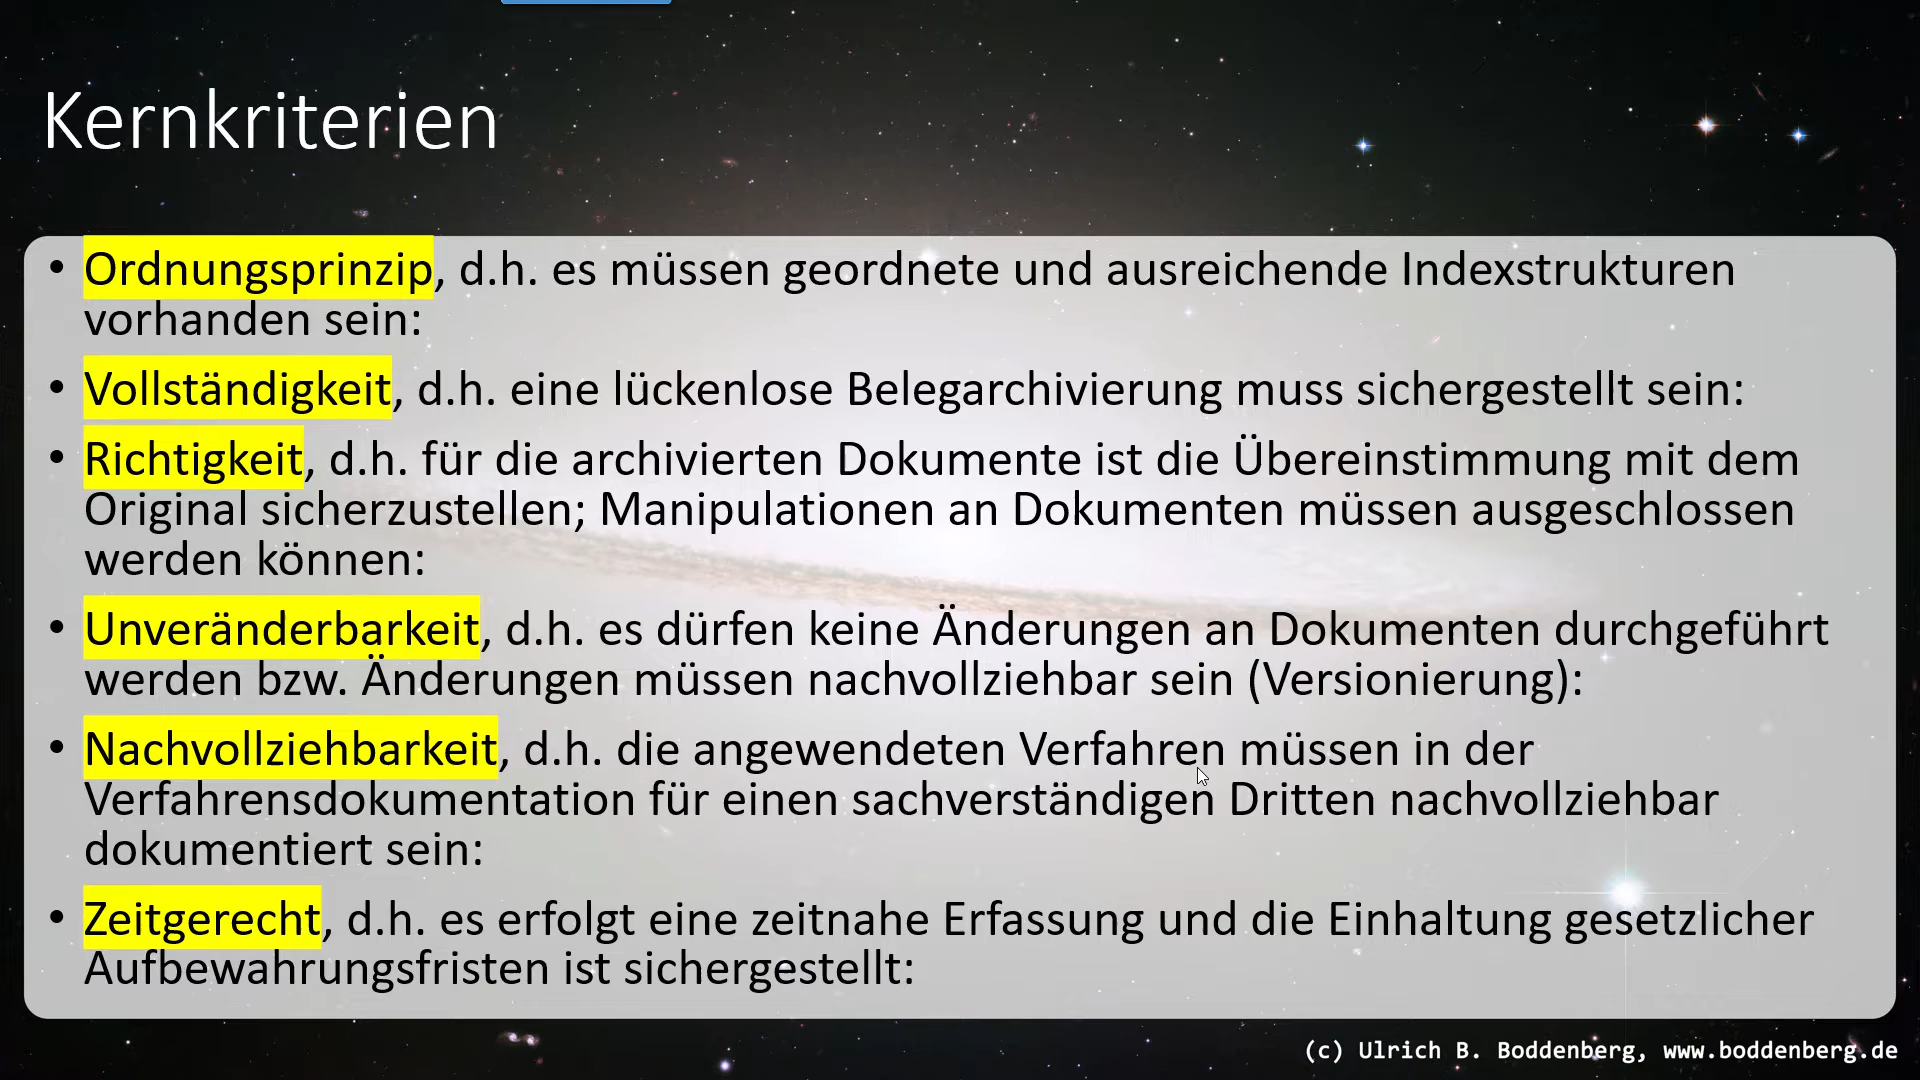 Kernkriterien
• Ordnungsprinzip, d.h. es müssen geordnete und ausreichende Indexstrukturen
vorhanden sein:
• Vollständigkeit, d.h. eine lückenlose Belegarchivierung muss sichergestellt sein:
• Richtigkeit, d.h. für die archivierten Dokumente ist die Übereinstimmung mit dem
Original sicherzustellen; Manipulationen an Dokumenten müssen ausgeschlossen
werden können:
• Unveränderbarkeit, d.h. es dürfen keine Änderungen an Dokumenten durchgeführt
werden bzw. Änderungen müssen nachvollziehbar sein (Versionierung):
• Nachvollziehbarkeit, d.h. die angewendeten Verfahren müssen in der
Verfahrensdokumentation für einen sachverständigen Dritten nachvollziehbar
dokumentiert sein:
• Zeitgerecht, d.h. es erfolgt eine zeitnahe Erfassung und die Einhaltung gesetzlicher
Aufbewahrungsfristen ist sichergestellt:
(c) Ulrich B. Boddenberg, www.boddenberg.de